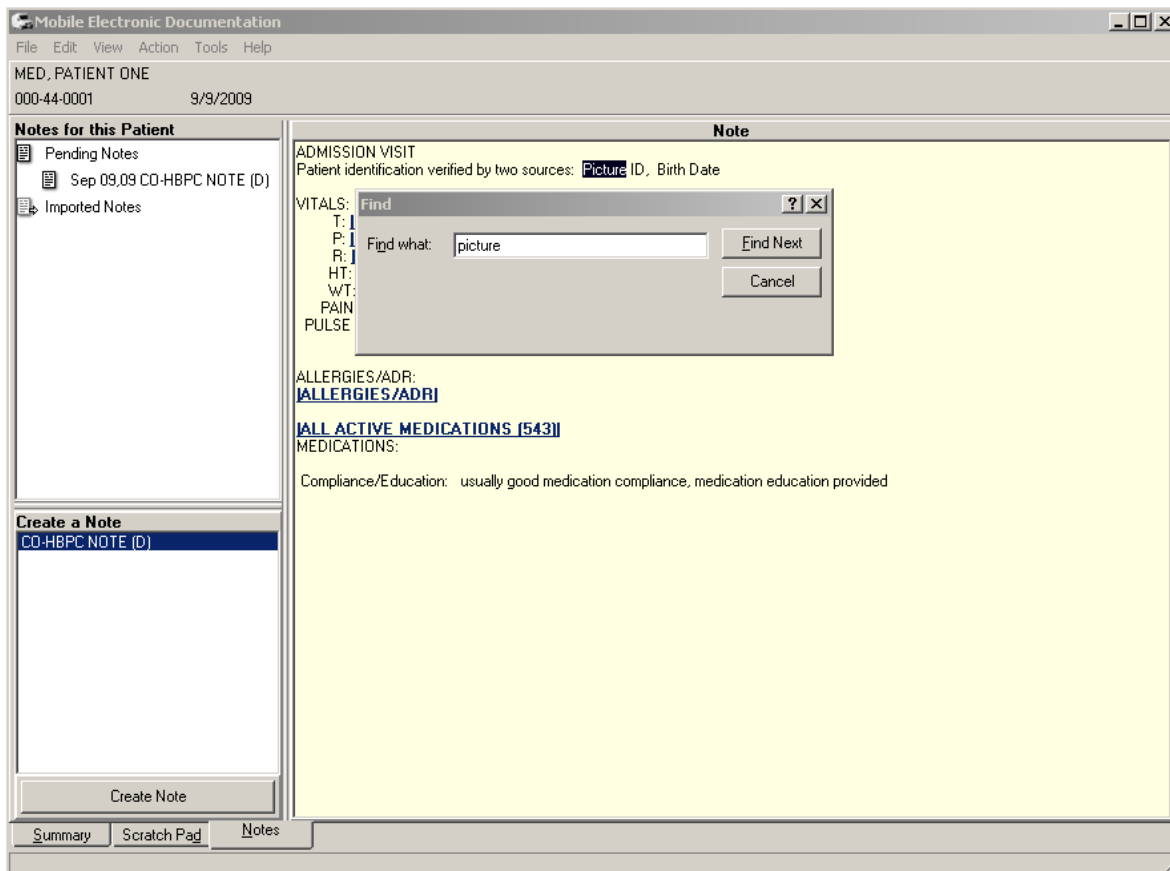 Mobile Electronic Documentation
File Edit View Action Tools Help
MED, PATIENT ONE
000-44-0001 9/9/2009
Notes for this Patient
Pending Notes
Sep 09,09 CO-HBPC NOTE (D)
Imported Notes
Create a Note
CO-HBPC NOTE (D)
Create Note
Note
ADMISSION VISIT
Patient identification verified by two sources: Picture ID, Birth Date
VITALS:
T: |
P: |
R: |
HT:
WT:
PAIN
PULSE
Find
?
Find what: picture
Find Next
Cancel
ALLERGIES/ADR:
|ALLERGIES/ADR|
|ALL ACTIVE MEDICATIONS (543)|
MEDICATIONS:
Compliance/Education: usually good medication compliance, medication education provided
Summary Scratch Pad Notes